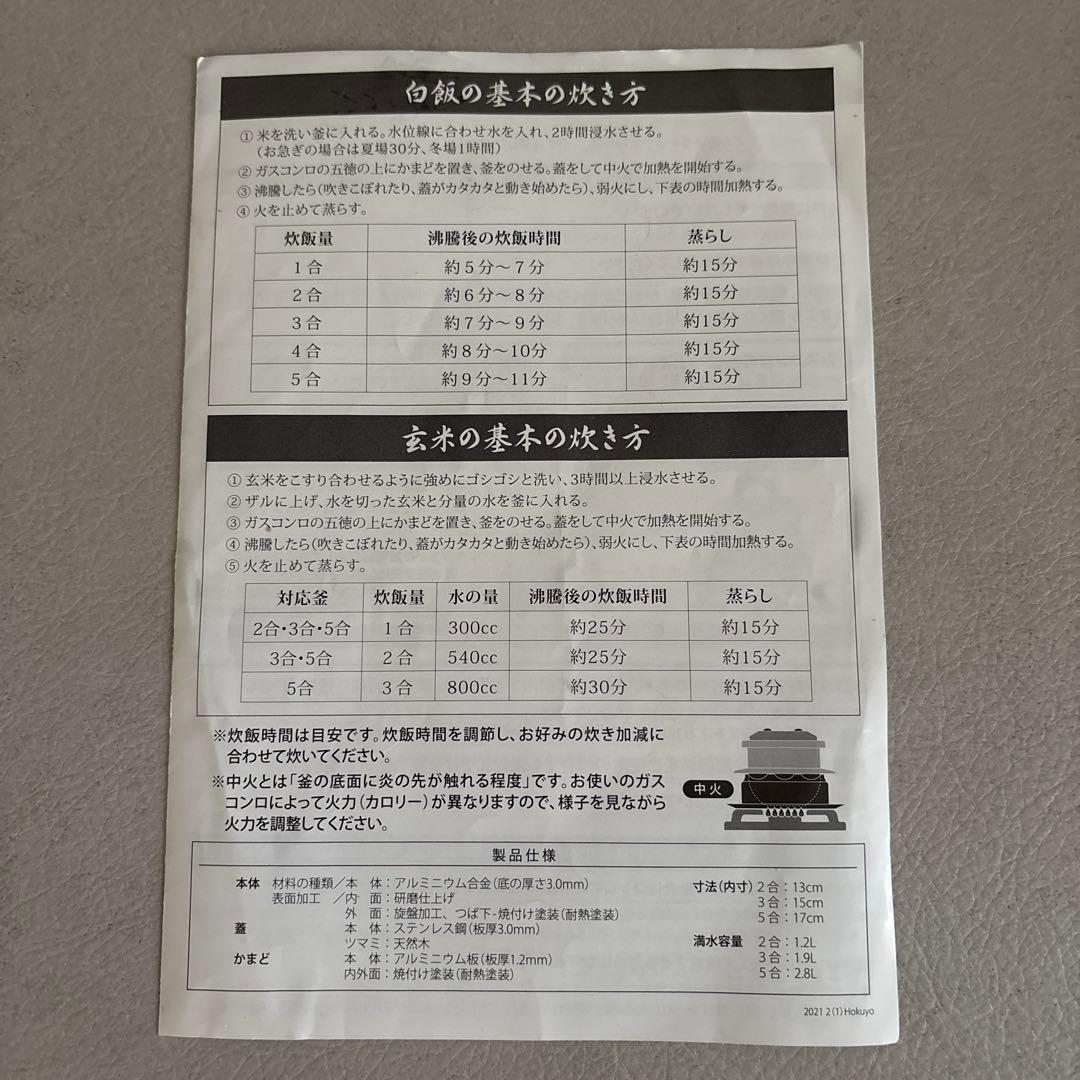 白飯の基本の炊き方
① 米を洗い釜に入れる。水位線に合わせ水を入れ、2時間浸水させる。
（お急ぎの場合は夏場30分、冬場1時間）
② ガスコンロの五徳の上にかまどを置き、釜をのせる。蓋をして中火で加熱を開始する。
③ 沸騰したら（吹きこぼれたり、蓋がカタカタと動き始めたら）、弱火にし、下表の時間加熱する。
④ 火を止めて蒸らす。
炊飯量 沸騰後の炊飯時間 蒸らし
1合 約5分〜7分 約15分
2合 約6分〜8分 約15分
3合 約7分〜9分 約15分
4合 約8分〜10分 約15分
5合 約9分〜11分 約15分
玄米の基本の炊き方
① 玄米をこすり合わせるように強めにゴシゴシと洗い、3時間以上浸水させる。
② ザルに上げ、水を切った玄米と分量の水を釜に入れる。
③ ガスコンロの五徳の上にかまどを置き、釜をのせる。蓋をして中火で加熱を開始する。
④ 沸騰したら（吹きこぼれたり、蓋がカタカタと動き始めたら）、弱火にし、下表の時間加熱する。
⑤ 火を止めて蒸らす。
対応釜 炊飯量 水の量 沸騰後の炊飯時間 蒸らし
2合・3合・5合 1合 300cc 約25分 約15分
3合・5合 2合 540cc 約25分 約15分
5合 3合 800cc 約30分 約15分
※炊飯時間は目安です。炊飯時間を調節し、お好みの炊き加減に
合わせて炊いてください。
※中火とは「釜の底面に炎の先が触れる程度」です。お使いのガス
コンロによって火力（カロリー）が異なりますので、様子を見ながら
火力を調整してください。
中火
製品仕様
本体 材料の種類／本 体：アルミニウム合金（底の厚さ3.0mm）
表面加工 ／内 面：研磨仕上げ
外 面：旋盤加工、つば下-焼付け塗装（耐熱塗装）
蓋 本 体：ステンレス鋼（板厚3.0mm）
ツマミ：天然木
かまど 本 体：アルミニウム板（板厚1.2mm）
内外面：焼付け塗装（耐熱塗装）
寸法（内寸） 2合：13cm
3合：15cm
5合：17cm
満水容量 2合：1.2L
3合：1.9L
5合：2.8L
2021 2（1）Hokuyo